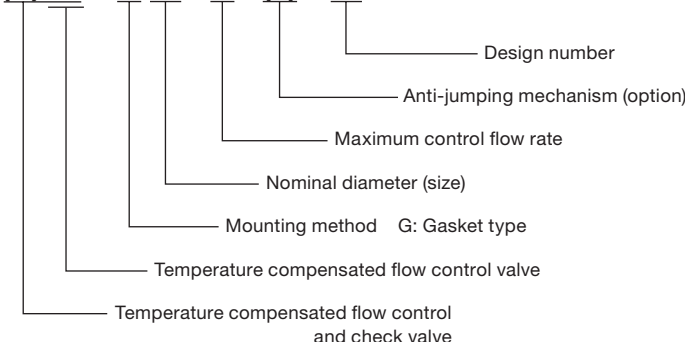 Design number
Anti-jumping mechanism (option)
Maximum control flow rate
Nominal diameter (size)
Mounting method G: Gasket type
Temperature compensated flow control valve
Temperature compensated flow control
and check valve